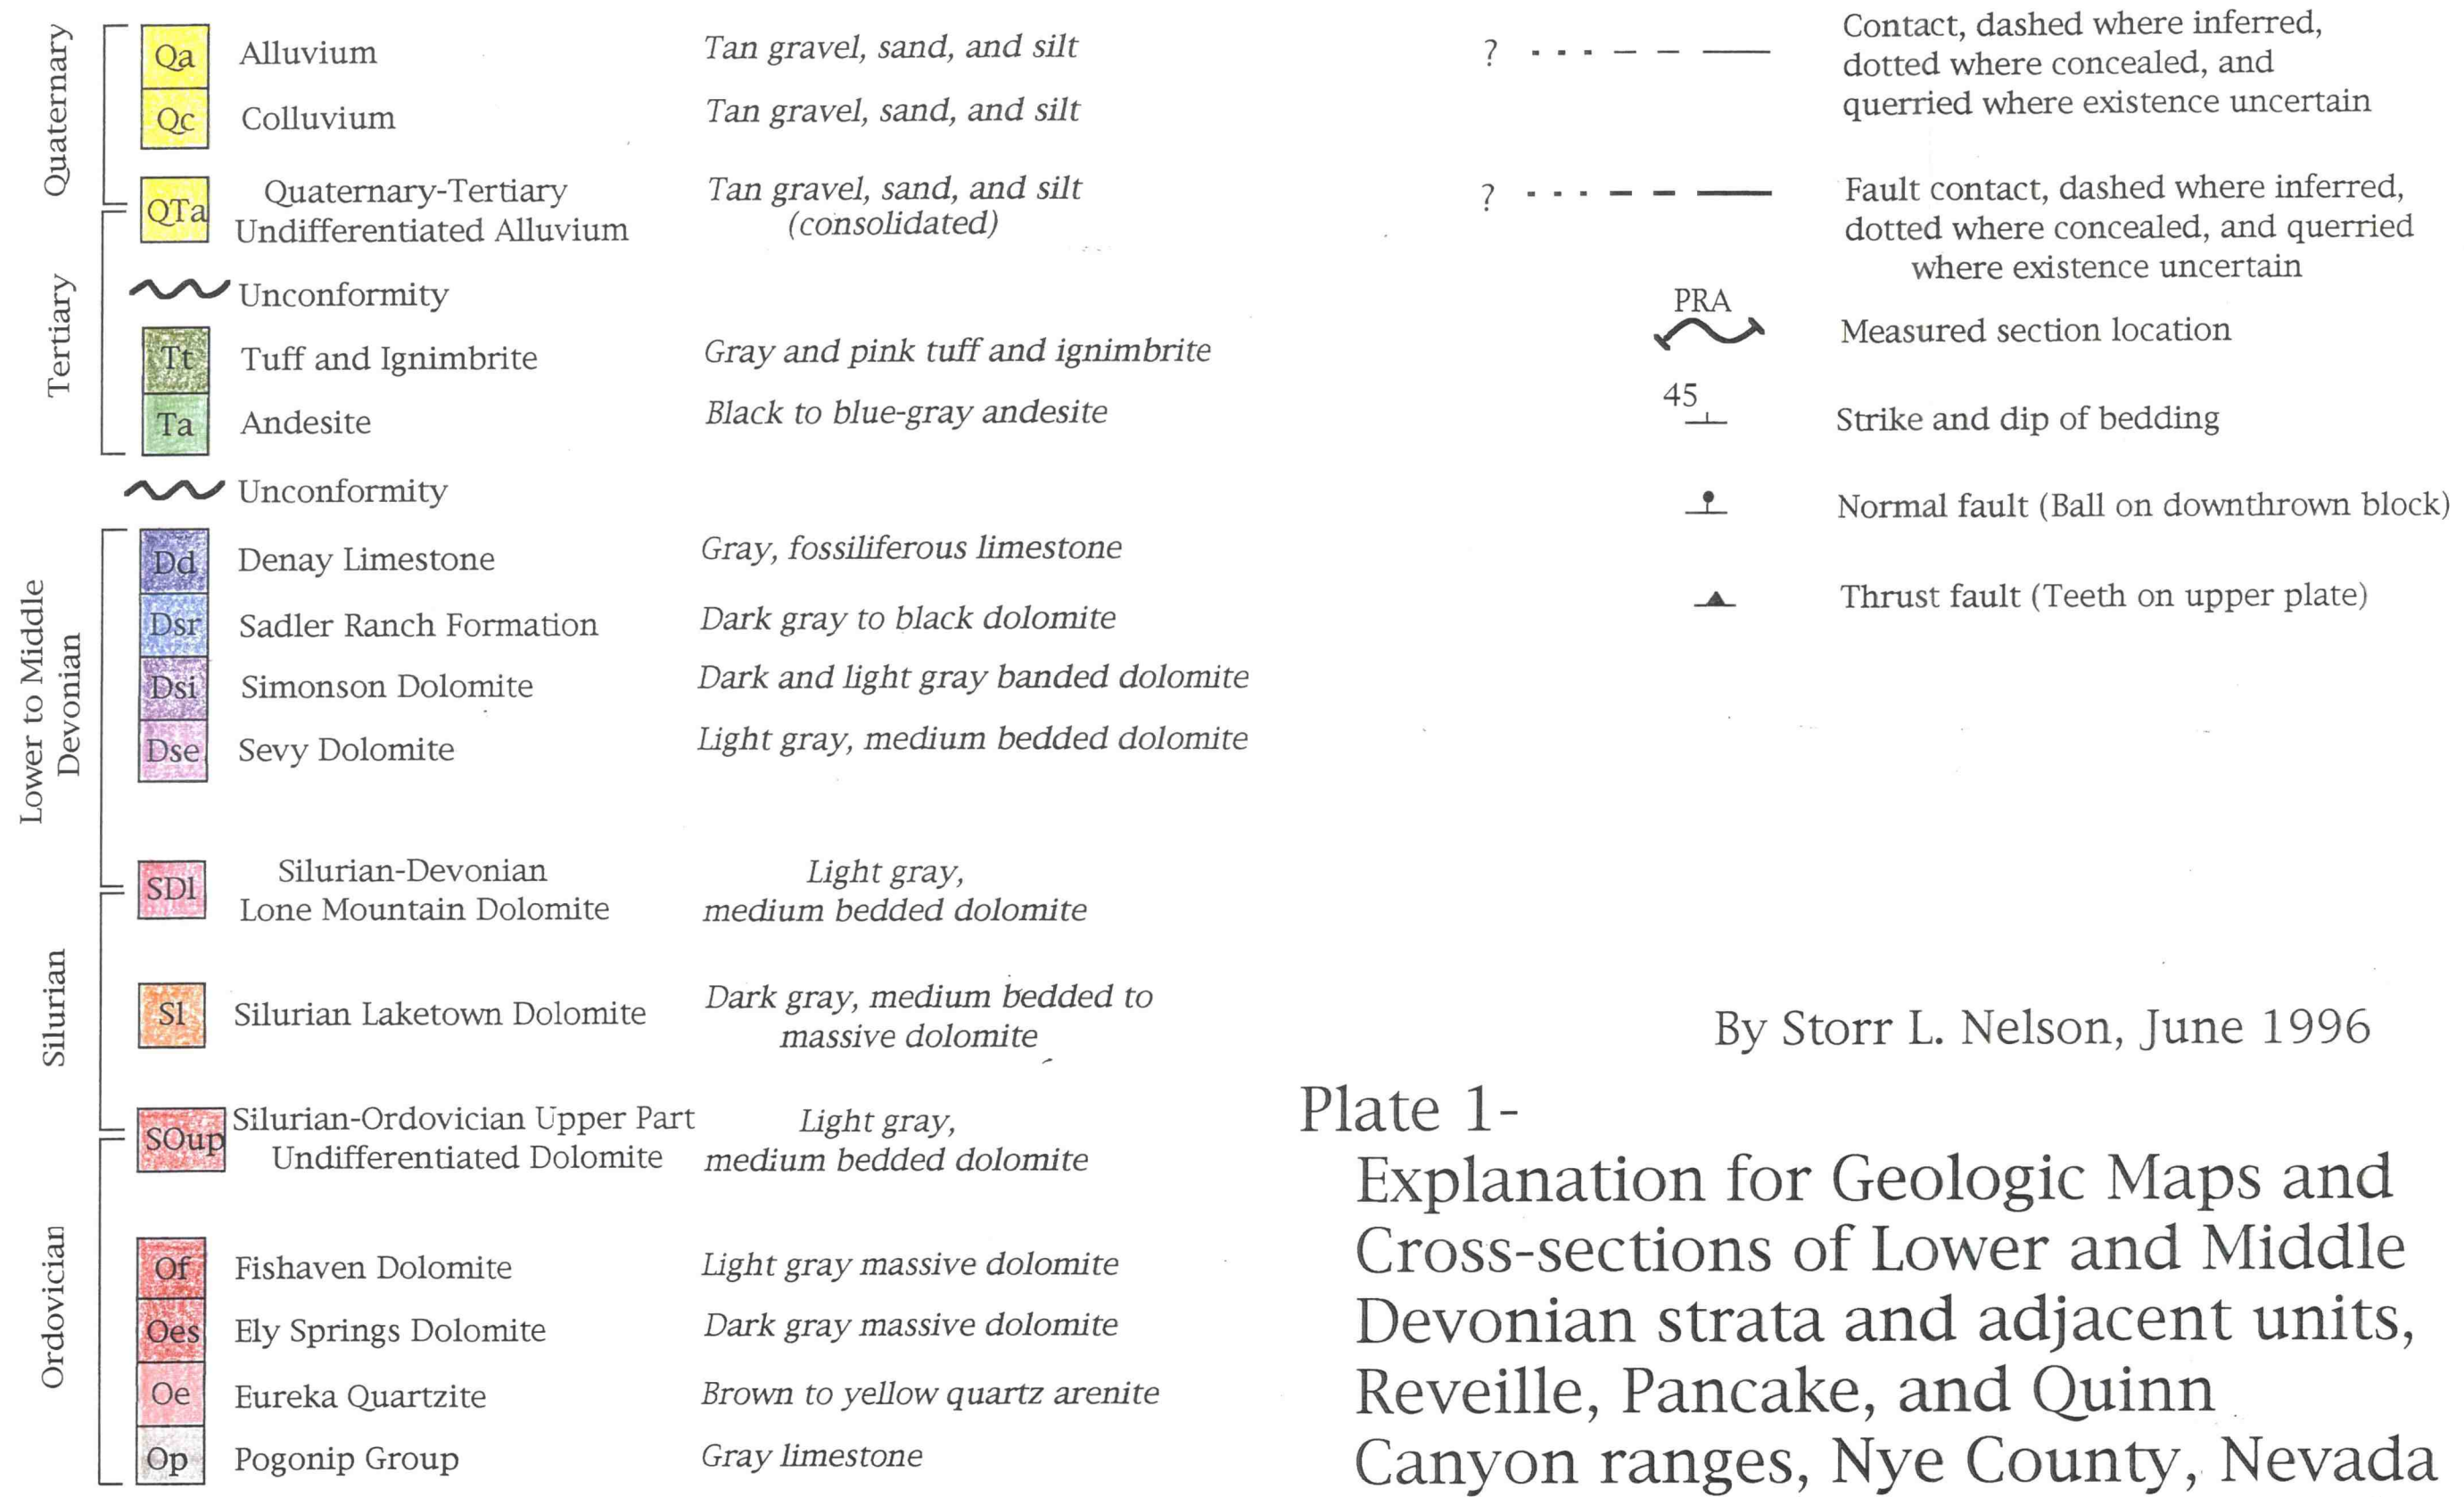 Quaternary
Qa Alluvium Tan gravel, sand, and silt
Qc Colluvium Tan gravel, sand, and silt
QTa Quaternary-Tertiary
Undifferentiated Alluvium
Tan gravel, sand, and silt
(consolidated)
Tertiary
Unconformity
Tt Tuff and Ignimbrite Gray and pink tuff and ignimbrite
Ta Andesite Black to blue-gray andesite
Unconformity
Lower to Middle
Devonian
Dd Denay Limestone Gray, fossiliferous limestone
Dsr Sadler Ranch Formation Dark gray to black dolomite
Dsi Simonson Dolomite Dark and light gray banded dolomite
Dse Sevy Dolomite Light gray, medium bedded dolomite
SDl Silurian-Devonian
Lone Mountain Dolomite
Light gray,
medium bedded dolomite
Silurian
Sl Silurian Laketown Dolomite
Dark gray, medium bedded to
massive dolomite
SOup Silurian-Ordovician Upper Part
Undifferentiated Dolomite
Light gray,
medium bedded dolomite
Ordovician
Of Fishaven Dolomite Light gray massive dolomite
Oes Ely Springs Dolomite Dark gray massive dolomite
Oe Eureka Quartzite Brown to yellow quartz arenite
Op Pogonip Group Gray limestone
? Contact, dashed where inferred,
dotted where concealed, and
querried where existence uncertain
? Fault contact, dashed where inferred,
dotted where concealed, and querried
where existence uncertain
PRA
Measured section location
45
Strike and dip of bedding
Normal fault (Ball on downthrown block)
Thrust fault (Teeth on upper plate)
By Storr L. Nelson, June 1996
Plate 1-
Explanation for Geologic Maps and
Cross-sections of Lower and Middle
Devonian strata and adjacent units,
Reveille, Pancake, and Quinn
Canyon ranges, Nye County, Nevada